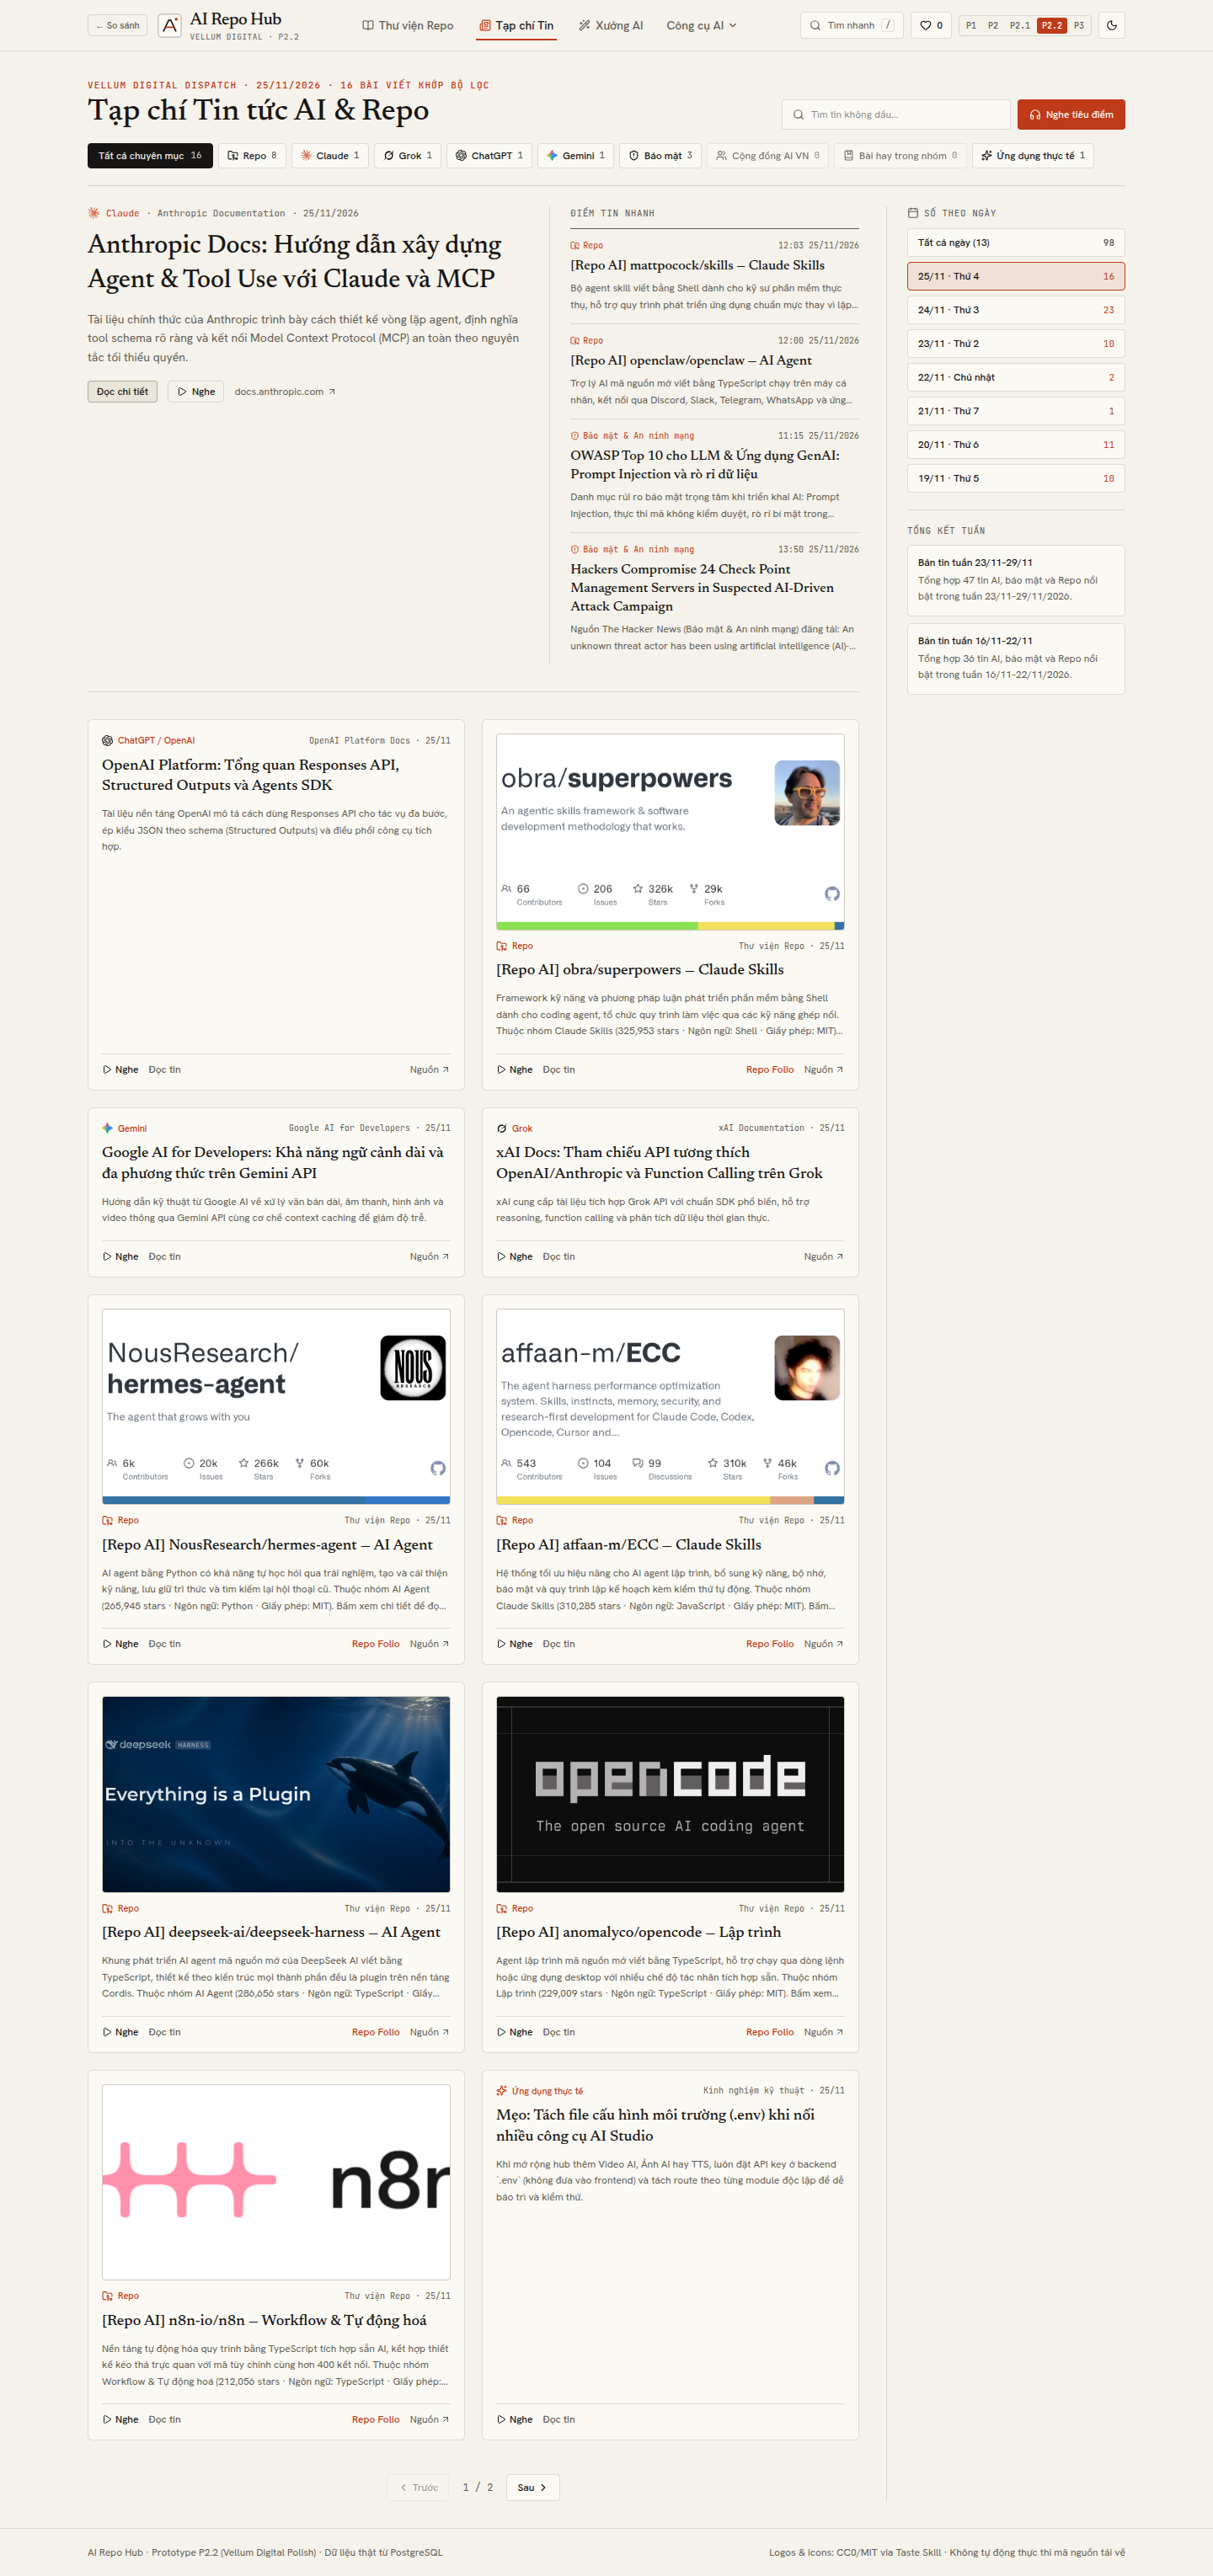 ← So sánh
AI Repo Hub
VELLUM DIGITAL · P2.2
Thư viện Repo
Tạp chí Tin
Xưởng AI
Công cụ AI
Tìm nhanh /
0
P1 P2 P2.1 P2.2 P3
VELLUM DIGITAL DISPATCH · 25/11/2026 · 16 BÀI VIẾT KHỚP BỘ LỌC
Tạp chí Tin tức AI & Repo
Tìm tin không dấu...
Nghe tiêu điểm
Tất cả chuyên mục 16
Repo 8
Claude 1
Grok 1
ChatGPT 1
Gemini 1
Bảo mật 3
Cộng đồng AI VN 0
Bài hay trong nhóm 0
Ứng dụng thực tế 1
Claude · Anthropic Documentation · 25/11/2026
Anthropic Docs: Hướng dẫn xây dựng
Agent & Tool Use với Claude và MCP
Tài liệu chính thức của Anthropic trình bày cách thiết kế vòng lặp agent, định nghĩa
tool schema rõ ràng và kết nối Model Context Protocol (MCP) an toàn theo nguyên
tắc tối thiểu quyền.
Đọc chi tiết
Nghe
docs.anthropic.com
ĐIỂM TIN NHANH
Repo 12:03 25/11/2026
[Repo AI] mattpocock/skills — Claude Skills
Bộ agent skill viết bằng Shell dành cho kỹ sư phần mềm thực
thụ, hỗ trợ quy trình phát triển ứng dụng chuẩn mực thay vì lập...
Repo 12:00 25/11/2026
[Repo AI] openclaw/openclaw — AI Agent
Trợ lý AI mã nguồn mở viết bằng TypeScript chạy trên máy cá
nhân, kết nối qua Discord, Slack, Telegram, WhatsApp và ứng...
Bảo mật & An ninh mạng 11:15 25/11/2026
OWASP Top 10 cho LLM & Ứng dụng GenAI:
Prompt Injection và rò rỉ dữ liệu
Danh mục rủi ro bảo mật trọng tâm khi triển khai AI: Prompt
Injection, thực thi mã không kiểm duyệt, rò rỉ bí mật trong...
Bảo mật & An ninh mạng 13:50 25/11/2026
Hackers Compromise 24 Check Point
Management Servers in Suspected AI-Driven
Attack Campaign
Nguồn The Hacker News (Bảo mật & An ninh mạng) đăng tải: An
unknown threat actor has been using artificial intelligence (AI)-...
SỐ THEO NGÀY
Tất cả ngày (13) 98
25/11 · Thứ 4 16
24/11 · Thứ 3 23
23/11 · Thứ 2 10
22/11 · Chủ nhật 2
21/11 · Thứ 7 1
20/11 · Thứ 6 11
19/11 · Thứ 5 10
TỔNG KẾT TUẦN
Bản tin tuần 23/11-29/11
Tổng hợp 47 tin AI, bảo mật và Repo nổi
bật trong tuần 23/11-29/11/2026.
Bản tin tuần 16/11-22/11
Tổng hợp 36 tin AI, bảo mật và Repo nổi
bật trong tuần 16/11-22/11/2026.
ChatGPT / OpenAI OpenAI Platform Docs · 25/11
OpenAI Platform: Tổng quan Responses API,
Structured Outputs và Agents SDK
Tài liệu nền tảng OpenAI mô tả cách dùng Responses API cho tác vụ đa bước,
ép kiểu JSON theo schema (Structured Outputs) và điều phối công cụ tích
hợp.
Nghe Đọc tin Nguồn
obra/superpowers
An agentic skills framework & software
development methodology that works.
66 206 326k 29k
Contributors Issues Stars Forks
Repo Thư viện Repo · 25/11
[Repo AI] obra/superpowers — Claude Skills
Framework kỹ năng và phương pháp luận phát triển phần mềm bằng Shell
dành cho coding agent, tổ chức quy trình làm việc qua các kỹ năng ghép nối.
Thuộc nhóm Claude Skills (325,953 stars · Ngôn ngữ: Shell · Giấy phép: MIT)...
Nghe Đọc tin Repo Folio Nguồn
Gemini Google AI for Developers · 25/11
Google AI for Developers: Khả năng ngữ cảnh dài và
đa phương thức trên Gemini API
Hướng dẫn kỹ thuật từ Google AI về xử lý văn bản dài, âm thanh, hình ảnh và
video thông qua Gemini API cùng cơ chế context caching để giảm độ trễ.
Nghe Đọc tin Nguồn
Grok xAI Documentation · 25/11
xAI Docs: Tham chiếu API tương thích
OpenAI/Anthropic và Function Calling trên Grok
xAI cung cấp tài liệu tích hợp Grok API với chuẩn SDK phổ biến, hỗ trợ
reasoning, function calling và phân tích dữ liệu thời gian thực.
Nghe Đọc tin Nguồn
NousResearch/
hermes-agent
The agent that grows with you
NOUS
RESEARCH
6k 20k 266k 60k
Contributors Issues Stars Forks
Repo Thư viện Repo · 25/11
[Repo AI] NousResearch/hermes-agent — AI Agent
AI agent bằng Python có khả năng tự học hỏi qua trải nghiệm, tạo và cải thiện
kỹ năng, lưu giữ tri thức và tìm kiếm lại hội thoại cũ. Thuộc nhóm AI Agent
(265,945 stars · Ngôn ngữ: Python · Giấy phép: MIT). Bấm xem chi tiết để đọ...
Nghe Đọc tin Repo Folio Nguồn
affaan-m/ECC
The agent harness performance optimization
system. Skills, instincts, memory, security, and
research-first development for Claude Code, Codex,
Opencode, Cursor and...
543 104 99 310k 46k
Contributors Issues Discussions Stars Forks
Repo Thư viện Repo · 25/11
[Repo AI] affaan-m/ECC — Claude Skills
Hệ thống tối ưu hiệu năng cho AI agent lập trình, bổ sung kỹ năng, bộ nhớ,
bảo mật và quy trình lập kế hoạch kèm kiểm thử tự động. Thuộc nhóm
Claude Skills (310,285 stars · Ngôn ngữ: JavaScript · Giấy phép: MIT). Bấm...
Nghe Đọc tin Repo Folio Nguồn
deepseek HARNESS
Everything is a Plugin
INTO THE UNKNOWN
Repo Thư viện Repo · 25/11
[Repo AI] deepseek-ai/deepseek-harness — AI Agent
Khung phát triển AI agent mã nguồn mở của DeepSeek AI viết bằng
TypeScript, thiết kế theo kiến trúc mọi thành phần đều là plugin trên nền tảng
Cordis. Thuộc nhóm AI Agent (286,656 stars · Ngôn ngữ: TypeScript · Giấy...
Nghe Đọc tin Repo Folio Nguồn
opencode
The open source AI coding agent
Repo Thư viện Repo · 25/11
[Repo AI] anomalyco/opencode — Lập trình
Agent lập trình mã nguồn mở viết bằng TypeScript, hỗ trợ chạy qua dòng lệnh
hoặc ứng dụng desktop với nhiều chế độ tác nhân tích hợp sẵn. Thuộc nhóm
Lập trình (229,009 stars · Ngôn ngữ: TypeScript · Giấy phép: MIT). Bấm xem...
Nghe Đọc tin Repo Folio Nguồn
n8n
Repo Thư viện Repo · 25/11
[Repo AI] n8n-io/n8n — Workflow & Tự động hoá
Nền tảng tự động hóa quy trình bằng TypeScript tích hợp sẵn AI, kết hợp thiết
kế kéo thả trực quan với mã tùy chỉnh cùng hơn 400 kết nối. Thuộc nhóm
Workflow & Tự động hoá (212,056 stars · Ngôn ngữ: TypeScript · Giấy phép:...
Nghe Đọc tin Repo Folio Nguồn
Ứng dụng thực tế Kinh nghiệm kỹ thuật · 25/11
Mẹo: Tách file cấu hình môi trường (.env) khi nối
nhiều công cụ AI Studio
Khi mở rộng hub thêm Video AI, Ảnh AI hay TTS, luôn đặt API key ở backend
`.env` (không đưa vào frontend) và tách route theo từng module độc lập để dễ
bảo trì và kiểm thử.
Nghe Đọc tin
Trước 1 / 2 Sau
AI Repo Hub · Prototype P2.2 (Vellum Digital Polish) · Dữ liệu thật từ PostgreSQL
Logos & icons: CC0/MIT via Taste Skill · Không tự động thực thi mã nguồn tải về